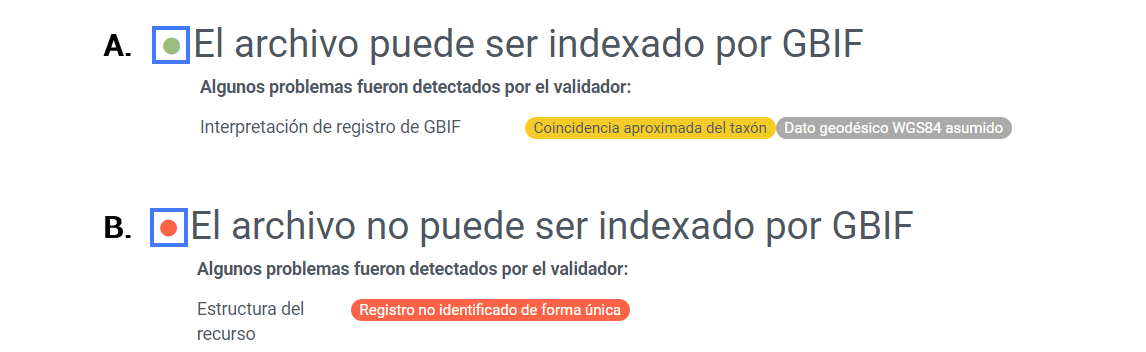 A. El archivo puede ser indexado por GBIF
Algunos problemas fueron detectados por el validador:
Interpretación de registro de GBIF Coincidencia aproximada del taxón Dato geodésico WGS84 asumido
B. El archivo no puede ser indexado por GBIF
Algunos problemas fueron detectados por el validador:
Estructura del Registro no identificado de forma única
recurso